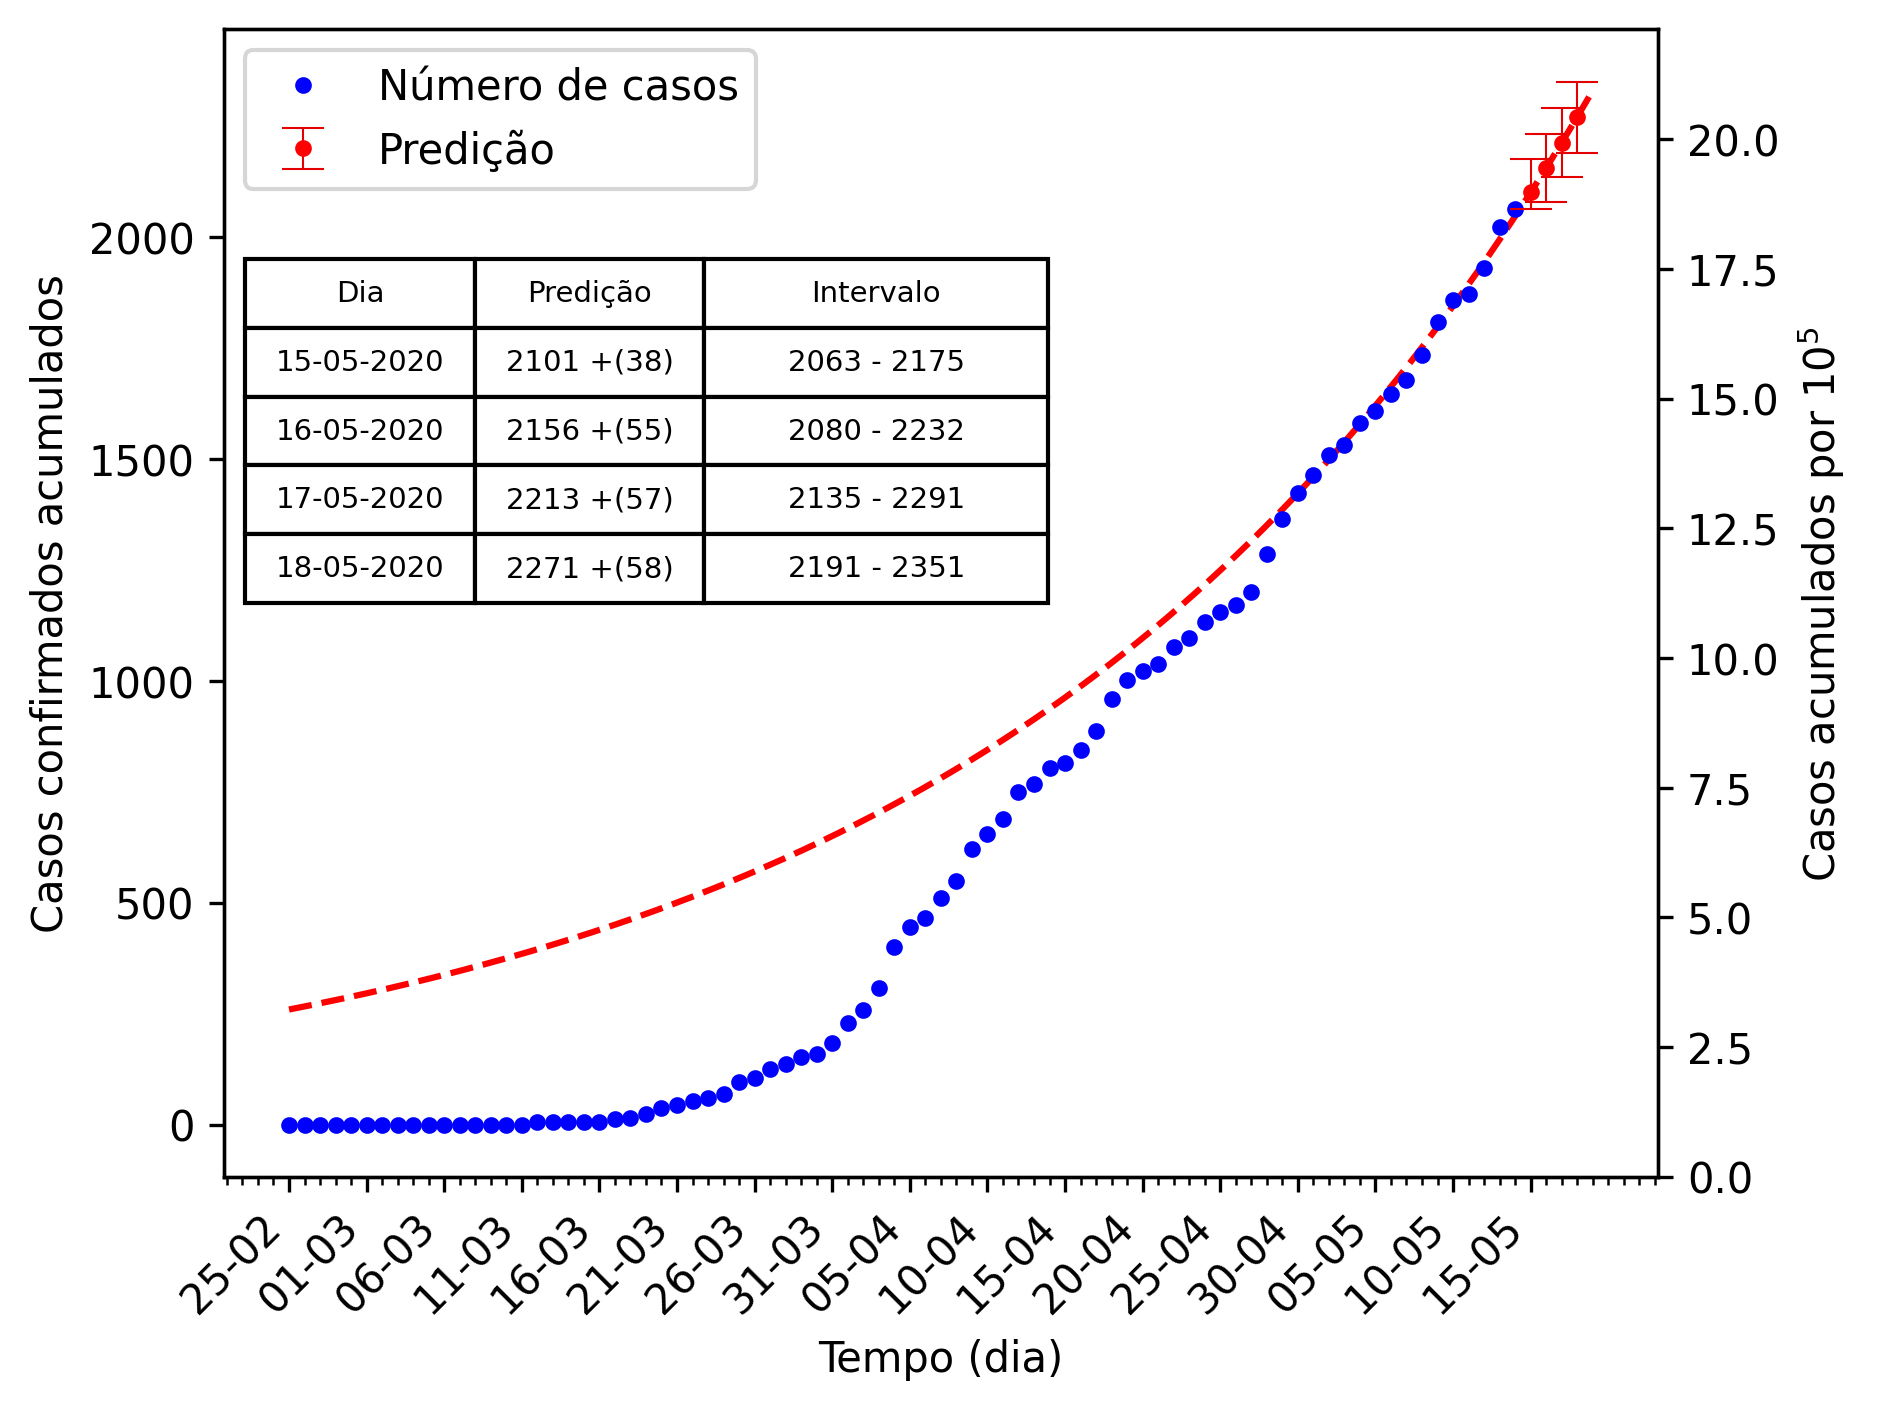 Número de casos
Predição
Dia Predição Intervalo
15-05-2020 2101 +(38) 2063 - 2175
16-05-2020 2156 +(55) 2080 - 2232
17-05-2020 2213 +(57) 2135 - 2291
18-05-2020 2271 +(58) 2191 - 2351
Casos confirmados acumulados
2000
1500
1000
500
0
20.0
17.5
15.0
12.5
10.0
7.5
5.0
2.5
0.0
Casos acumulados por 10⁵
25-02 01-03 06-03 11-03 16-03 21-03 26-03 31-03 05-04 10-04 15-04 20-04 25-04 30-04 05-05 10-05 15-05
Tempo (dia)